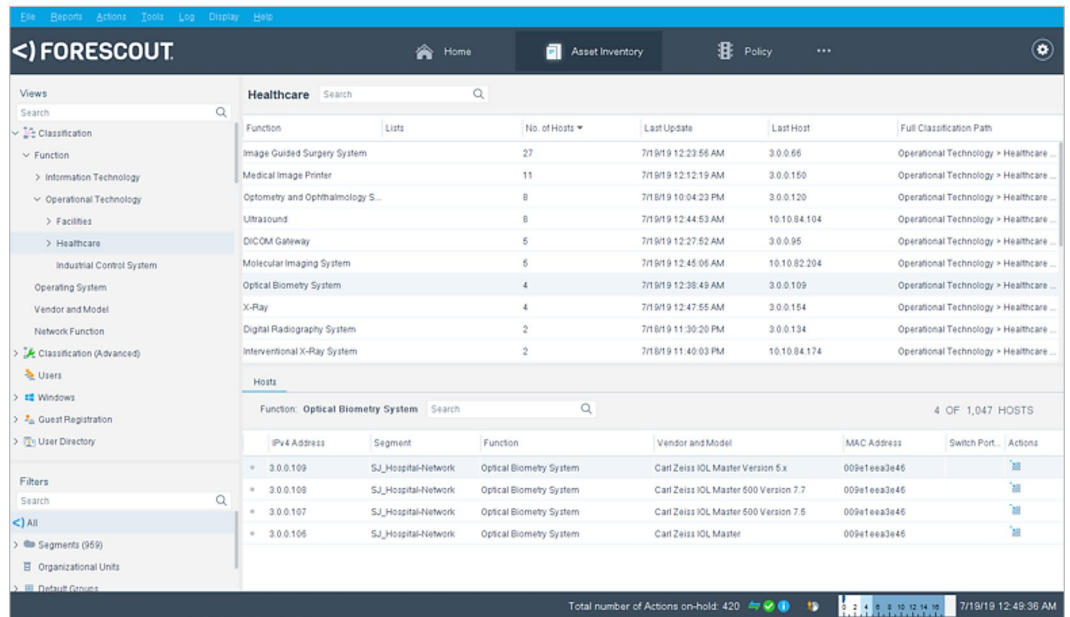 File Reports Actions Tools Log Display Help
<) FORESCOUT.
Home
Asset Inventory
Policy
...
Views
Search
Classification
Function
Information Technology
Operational Technology
Facilities
Healthcare
Industrial Control System
Operating System
Vendor and Model
Network Function
Classification (Advanced)
Users
Windows
Guest Registration
User Directory
Filters
Search
<) All
Segments (959)
Organizational Units
Default Groups
Healthcare Search
Function Lists No. of Hosts Last Update Last Host Full Classification Path
Image Guided Surgery System 27 7/19/19 12:23:56 AM 3.0.0.66 Operational Technology > Healthcare ...
Medical Image Printer 11 7/19/19 12:12:19 AM 3.0.0.150 Operational Technology > Healthcare ...
Optometry and Ophthalmology S... 8 7/18/19 10:04:23 PM 3.0.0.120 Operational Technology > Healthcare ...
Ultrasound 8 7/19/19 12:44:53 AM 10.10.84.104 Operational Technology > Healthcare ...
DICOM Gateway 5 7/19/19 12:27:52 AM 3.0.0.95 Operational Technology > Healthcare ...
Molecular Imaging System 5 7/19/19 12:45:06 AM 10.10.82.204 Operational Technology > Healthcare ...
Optical Biometry System 4 7/19/19 12:38:49 AM 3.0.0.109 Operational Technology > Healthcare ...
X-Ray 4 7/19/19 12:47:55 AM 3.0.0.154 Operational Technology > Healthcare ...
Digital Radiography System 2 7/18/19 11:30:20 PM 3.0.0.134 Operational Technology > Healthcare ...
Interventional X-Ray System 2 7/18/19 11:40:03 PM 10.10.84.174 Operational Technology > Healthcare ...
Hosts
Function: Optical Biometry System Search 4 OF 1,047 HOSTS
IPv4 Address Segment Function Vendor and Model MAC Address Switch Port... Actions
3.0.0.109 SJ_Hospital-Network Optical Biometry System Carl Zeiss IOL Master Version 5.x 009e1eea3e46
3.0.0.108 SJ_Hospital-Network Optical Biometry System Carl Zeiss IOL Master 500 Version 7.7 009e1eea3e46
3.0.0.107 SJ_Hospital-Network Optical Biometry System Carl Zeiss IOL Master 500 Version 7.5 009e1eea3e46
3.0.0.106 SJ_Hospital-Network Optical Biometry System Carl Zeiss IOL Master 009e1eea3e46
Total number of Actions on-hold: 420 0 2 4 6 8 10 12 14 16 7/19/19 12:49:36 AM